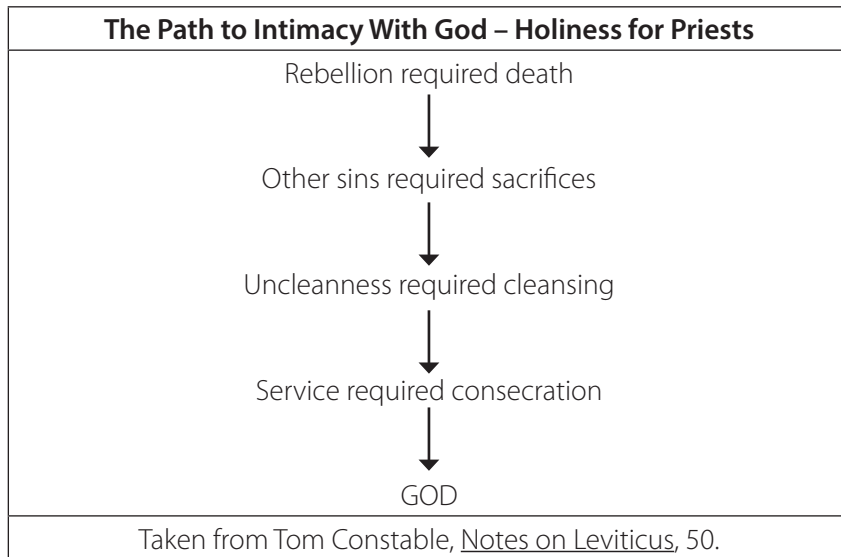 The Path to Intimacy With God – Holiness for Priests
Rebellion required death
Other sins required sacrifices
Uncleanness required cleansing
Service required consecration
GOD
Taken from Tom Constable, Notes on Leviticus, 50.